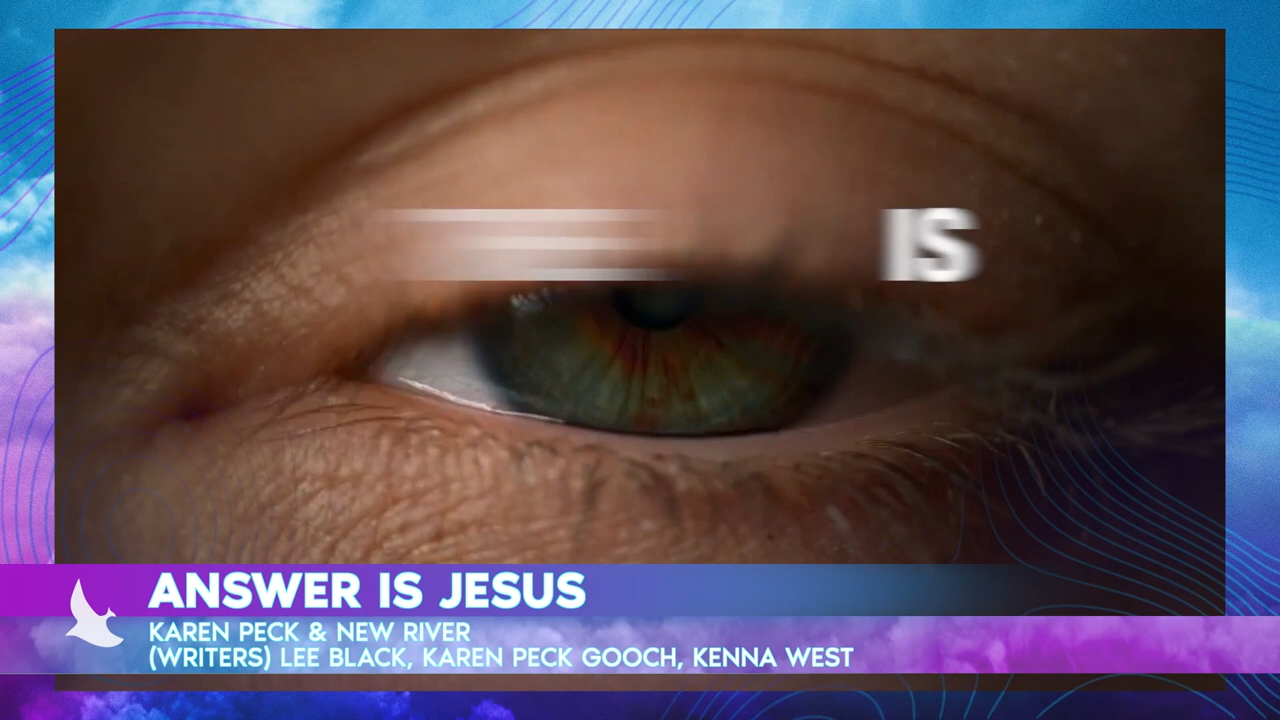 IS
ANSWER IS JESUS
KAREN PECK & NEW RIVER
(WRITERS) LEE BLACK, KAREN PECK GOOCH, KENNA WEST